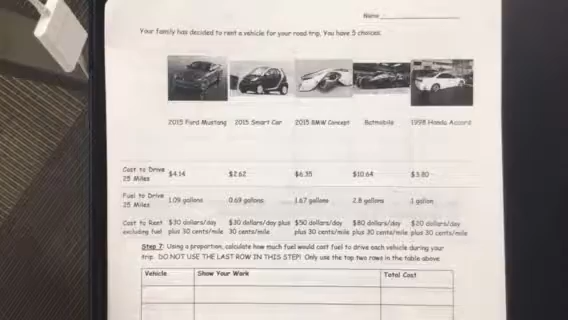 Name
Your family has decided to rent a vehicle for your road trip. You have 5 choices.
2015 Ford Mustang 2015 Smart Car 2015 BMW Concept Batmobile 1998 Honda Accord
Cost to Drive 25 Miles $4.14 $2.62 $6.35 $10.64 $3.80
Fuel to Drive 25 Miles 1.09 gallons 0.69 gallons 1.67 gallons 2.8 gallons 1 gallon
Cost to Rent $30 dollars/day $30 dollars/day plus $50 dollars/day $80 dollars/day $20 dollars/day
excluding fuel plus 30 cents/mile 30 cents/mile plus 30 cents/mile plus 30 cents/mile plus 30 cents/mile
Step 7: Using a proportion, calculate how much fuel would cost to drive each vehicle during your
trip. DO NOT USE THE LAST ROW IN THIS STEP! Only use the top two rows in the table above
Vehicle Show Your Work Total Cost